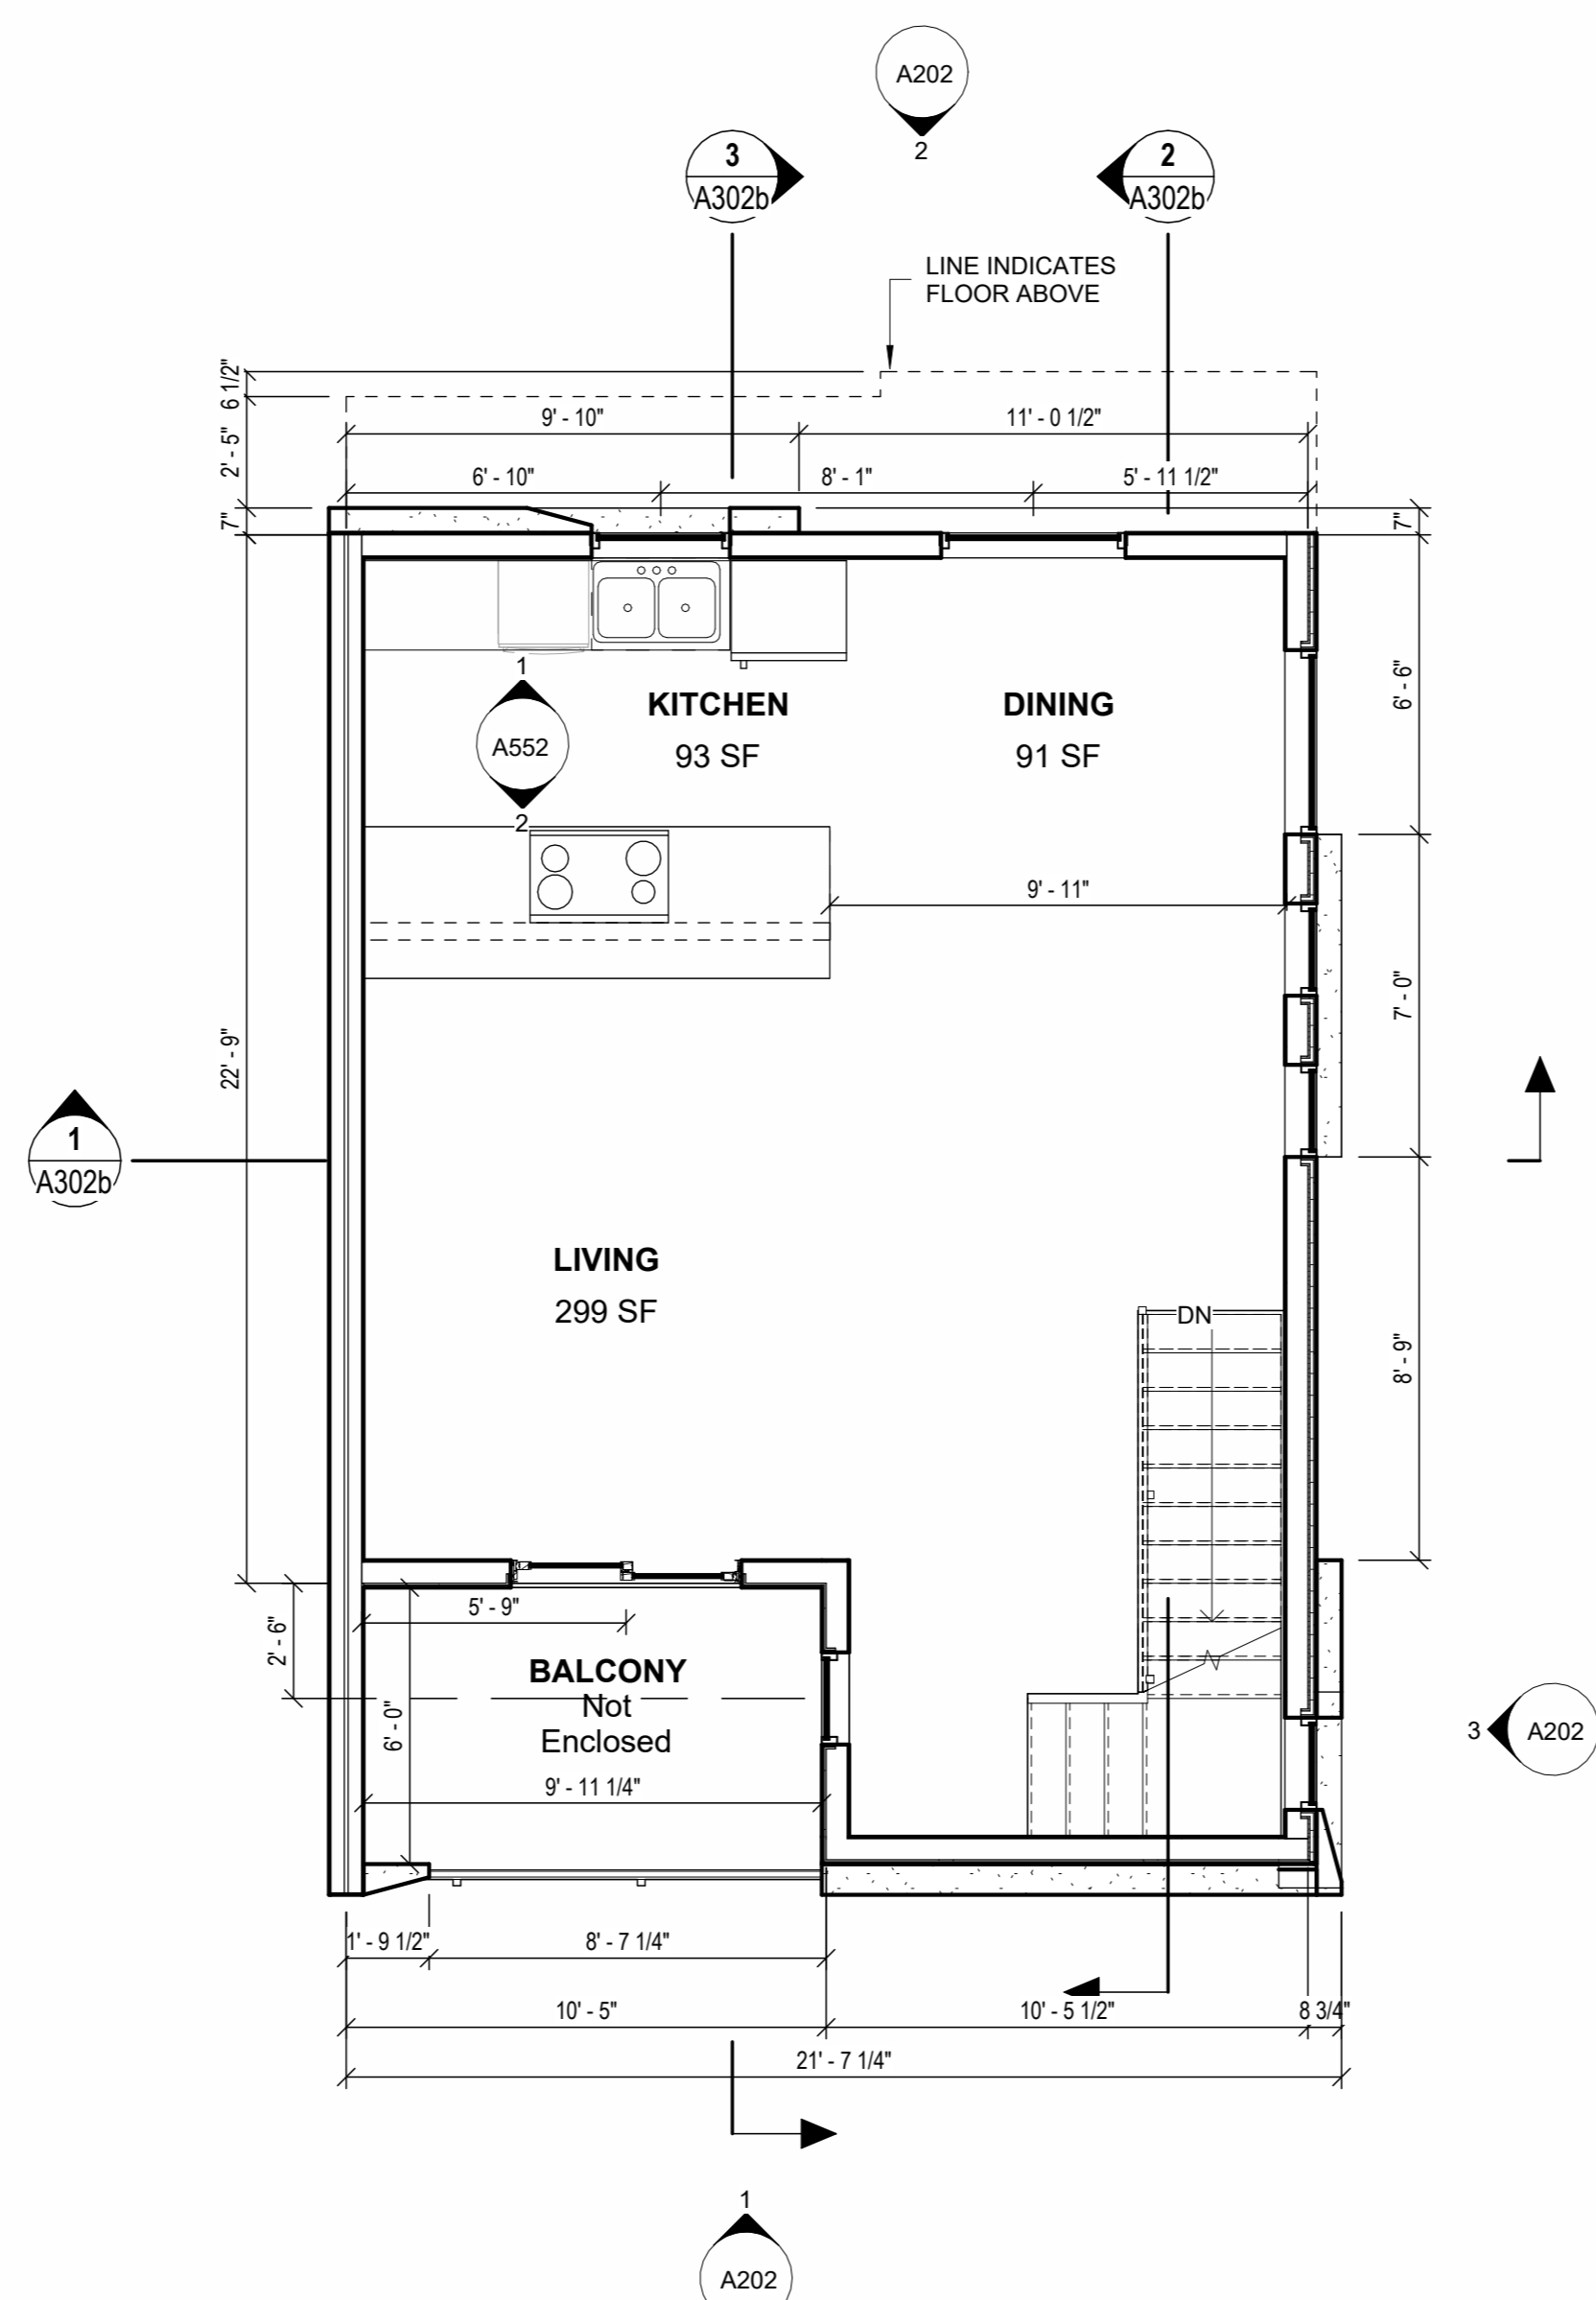 A202
2
3
A302b
2
A302b
LINE INDICATES
FLOOR ABOVE
6 1/2"
2' - 5"
7"
9' - 10"
11' - 0 1/2"
6' - 10"
8' - 1"
5' - 11 1/2"
7"
1
A552
2
KITCHEN
93 SF
DINING
91 SF
6' - 6"
9' - 11"
7' - 0"
22' - 9"
1
A302b
LIVING
299 SF
DN
8' - 9"
5' - 9"
2' - 6"
BALCONY
Not
Enclosed
6' - 0"
9' - 11 1/4"
3
A202
1' - 9 1/2"
8' - 7 1/4"
10' - 5"
10' - 5 1/2"
8 3/4"
21' - 7 1/4"
1
A202